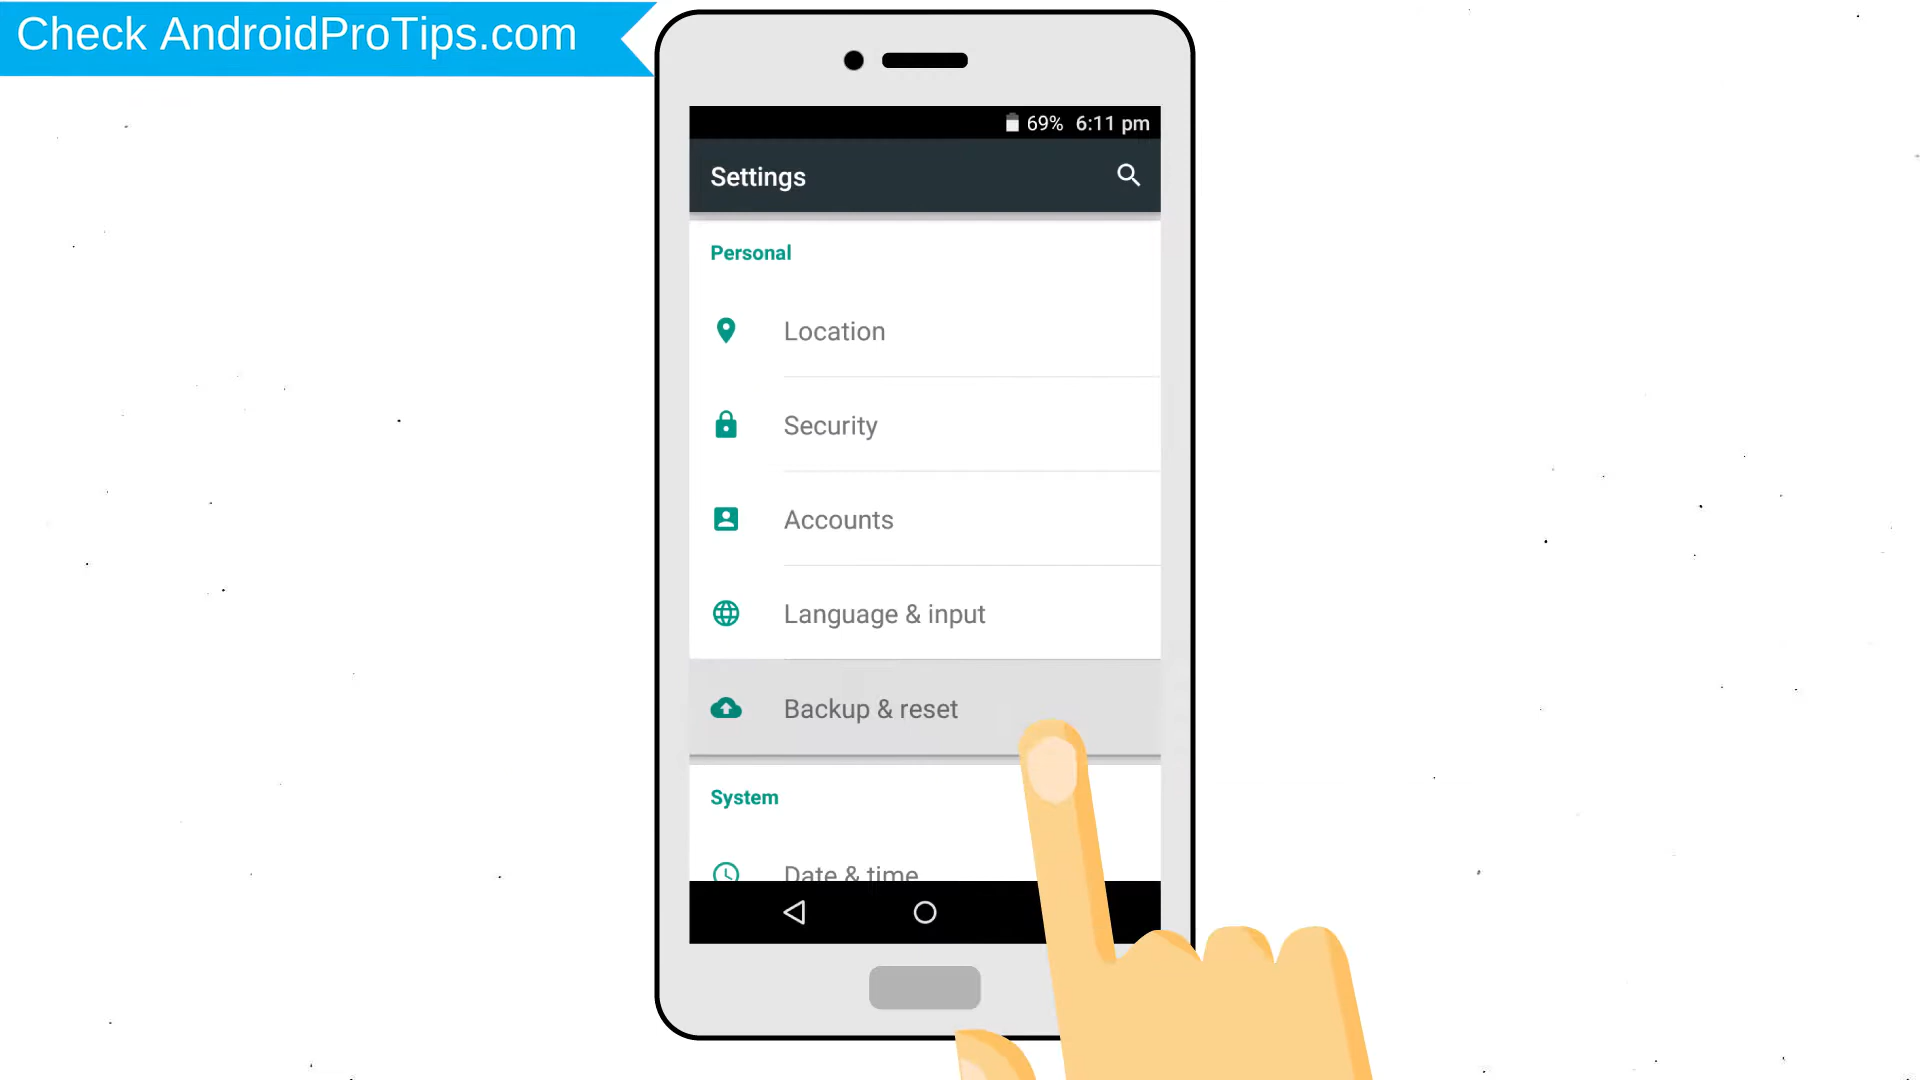 Check AndroidProTips.com
69% 6:11 pm
Settings
Personal
Location
Security
Accounts
Language & input
Backup & reset
System
Date & time